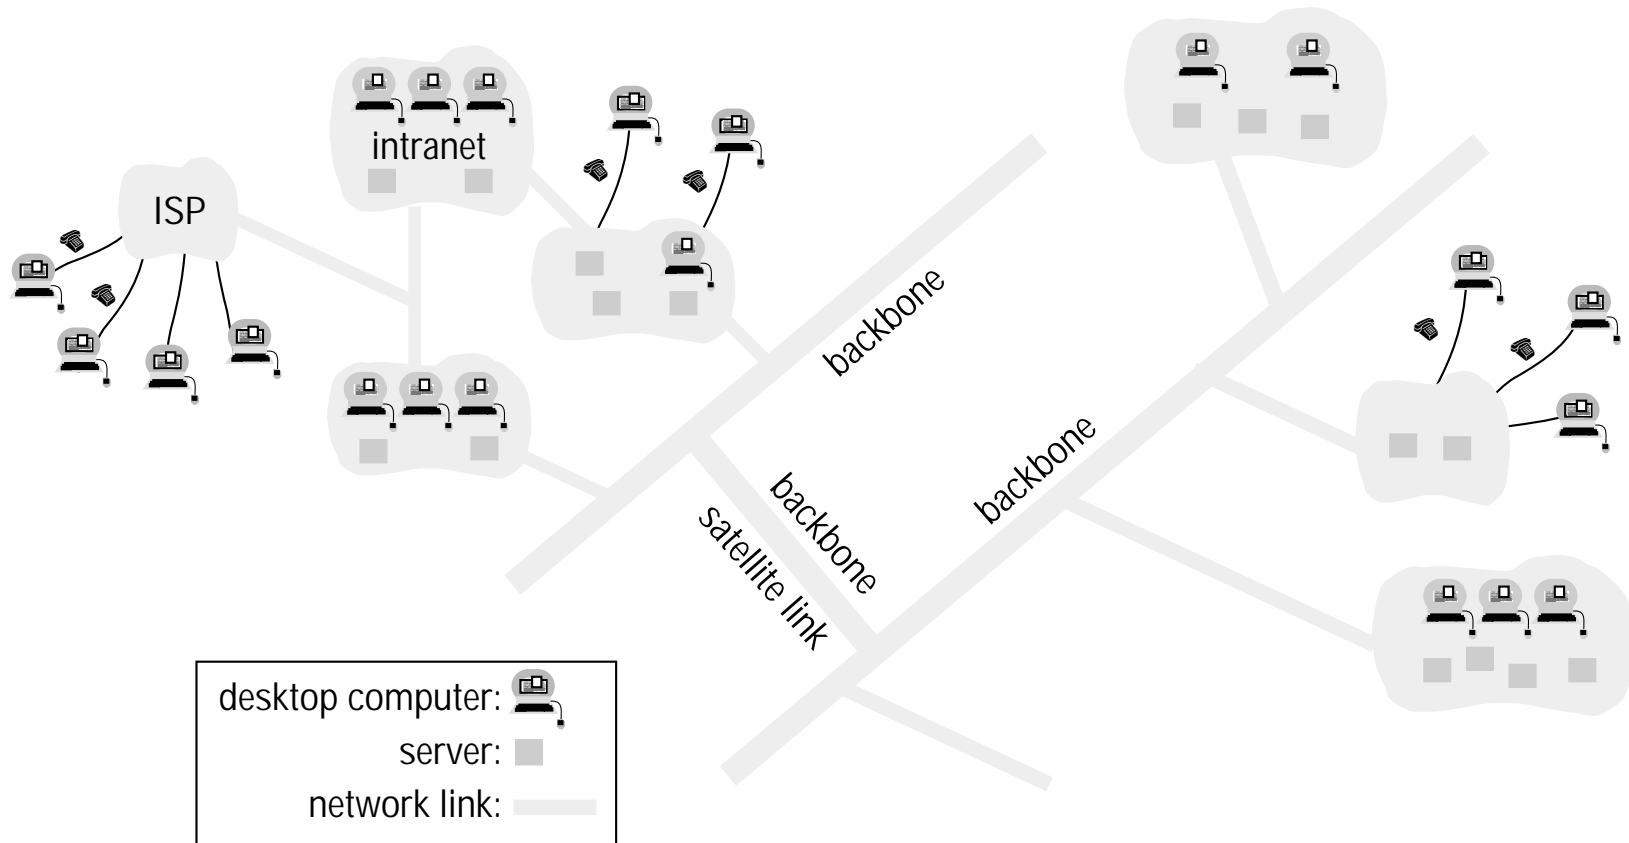 intranet
ISP
backbone
backbone
backbone
satellite link
desktop computer:
server:
network link: